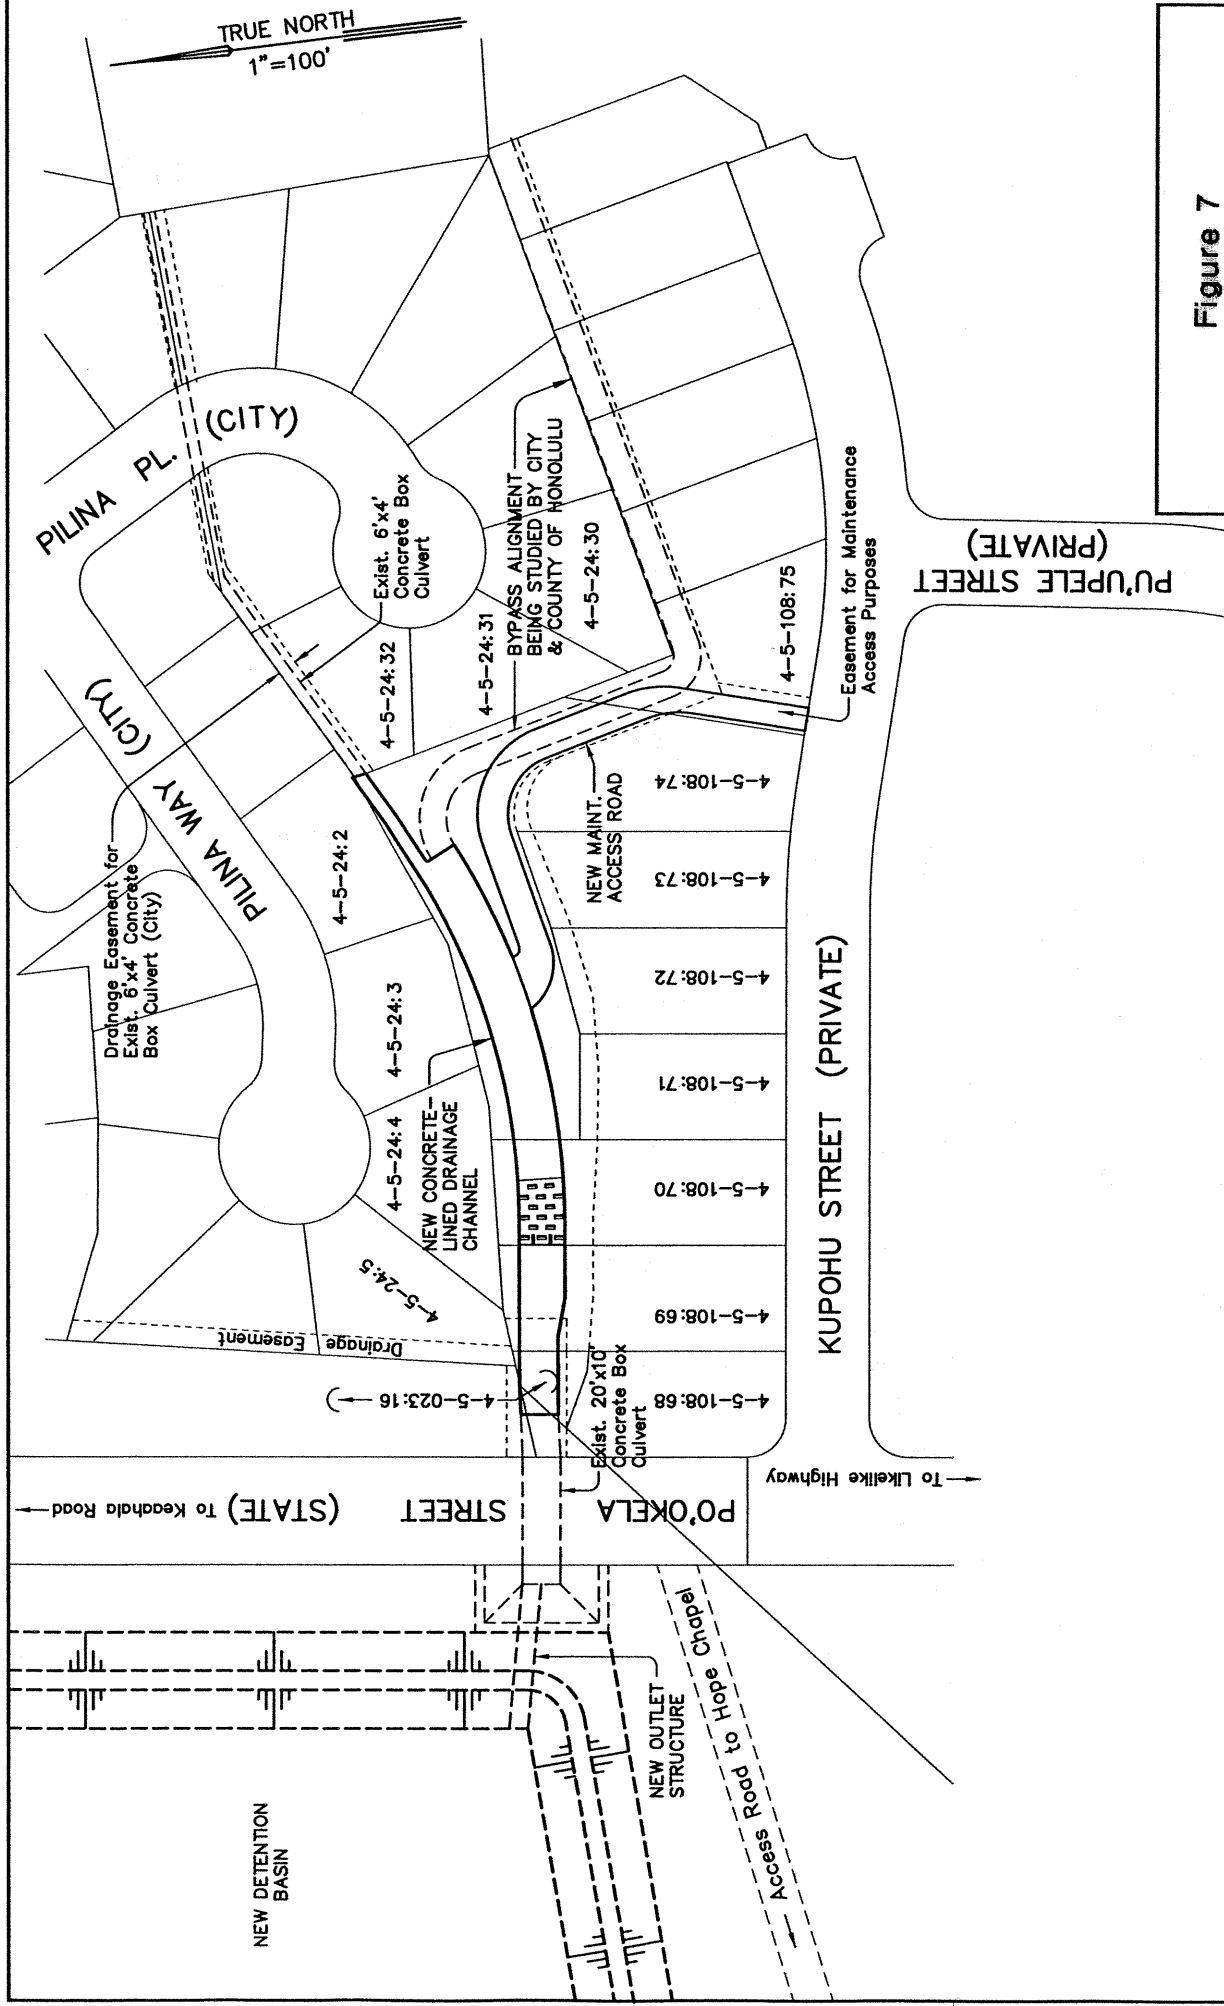 TRUE NORTH
1"=100'
PILINA PL. (CITY)
Exist. 6'x4'
Concrete Box
Culvert
PILINA WAY (CITY)
Drainage Easement for
Exist. 6'x4' Concrete
Box Culvert (City)
4-5-24:32
4-5-24:31
BYPASS ALIGNMENT
BEING STUDIED BY CITY
& COUNTY OF HONOLULU
4-5-24:30
4-5-24:2
4-5-24:3
4-5-24:4
4-5-24:5
NEW CONCRETE-
LINED DRAINAGE
CHANNEL
NEW MAINT.
ACCESS ROAD
4-5-108:75
Easement for Maintenance
Access Purposes
4-5-108:74
4-5-108:73
4-5-108:72
4-5-108:71
4-5-108:70
4-5-108:69
4-5-108:68
Drainage Easement
4-5-023:16
Exist. 20'x10'
Concrete Box
Culvert
KUPOHU STREET (PRIVATE)
PU'UPELE STREET
(PRIVATE)
PO'OKELA STREET (STATE)
To Keaahala Road
To Likelike Highway
NEW OUTLET
STRUCTURE
Access Road to Hope Chapel
NEW DETENTION
BASIN
Figure 7